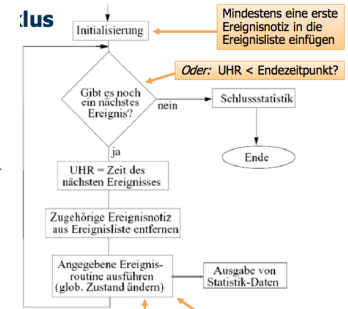 klus
Mindestens eine erste
Ereignisnotiz in die
Ereignisliste einfügen
Initialisierung
Oder: UHR < Endezeitpunkt?
Gibt es noch
ein nächstes
Ereignis?
nein
Schlussstatistik
ja
Ende
UHR = Zeit des
nächsten Ereignisses
Zugehörige Ereignisnotiz
aus Ereignisliste entfernen
Angegebene Ereignis-
routine ausführen
(glob. Zustand ändern)
Ausgabe von
Statistik-Daten